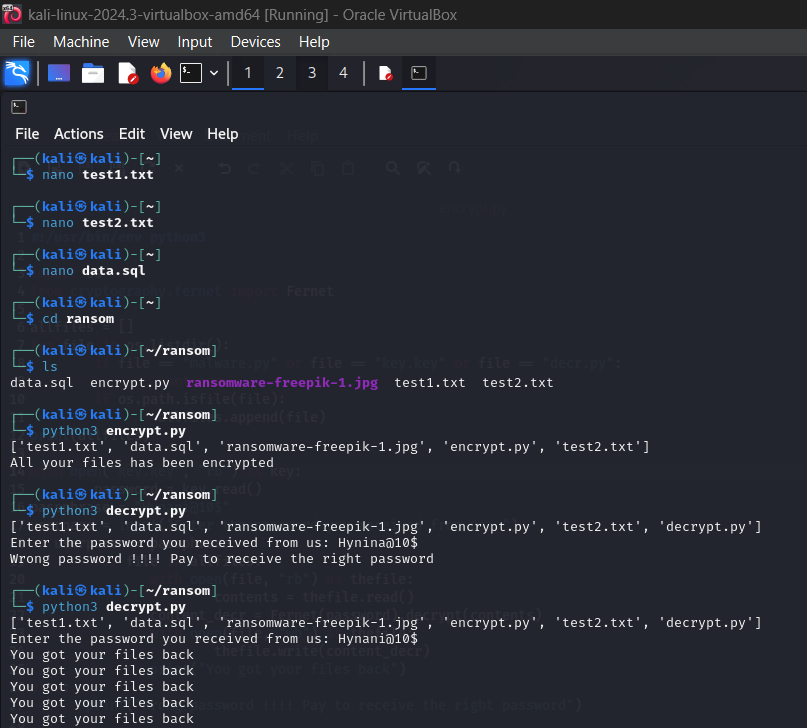 kali-linux-2024.3-virtualbox-amd64 [Running] - Oracle VirtualBox
File Machine View Input Devices Help
1 2 3 4
File Actions Edit View Help
┌──(kali㉿kali)-[~]
└─$ nano test1.txt
┌──(kali㉿kali)-[~]
└─$ nano test2.txt
┌──(kali㉿kali)-[~]
└─$ nano data.sql
┌──(kali㉿kali)-[~]
└─$ cd ransom
┌──(kali㉿kali)-[~/ransom]
└─$ ls
data.sql encrypt.py ransomware-freepik-1.jpg test1.txt test2.txt
┌──(kali㉿kali)-[~/ransom]
└─$ python3 encrypt.py
['test1.txt', 'data.sql', 'ransomware-freepik-1.jpg', 'encrypt.py', 'test2.txt']
All your files has been encrypted
┌──(kali㉿kali)-[~/ransom]
└─$ python3 decrypt.py
['test1.txt', 'data.sql', 'ransomware-freepik-1.jpg', 'encrypt.py', 'test2.txt', 'decrypt.py']
Enter the password you received from us: Hynina@10$
Wrong password !!!! Pay to receive the right password
┌──(kali㉿kali)-[~/ransom]
└─$ python3 decrypt.py
['test1.txt', 'data.sql', 'ransomware-freepik-1.jpg', 'encrypt.py', 'test2.txt', 'decrypt.py']
Enter the password you received from us: Hynani@10$
You got your files back
You got your files back
You got your files back
You got your files back
You got your files back